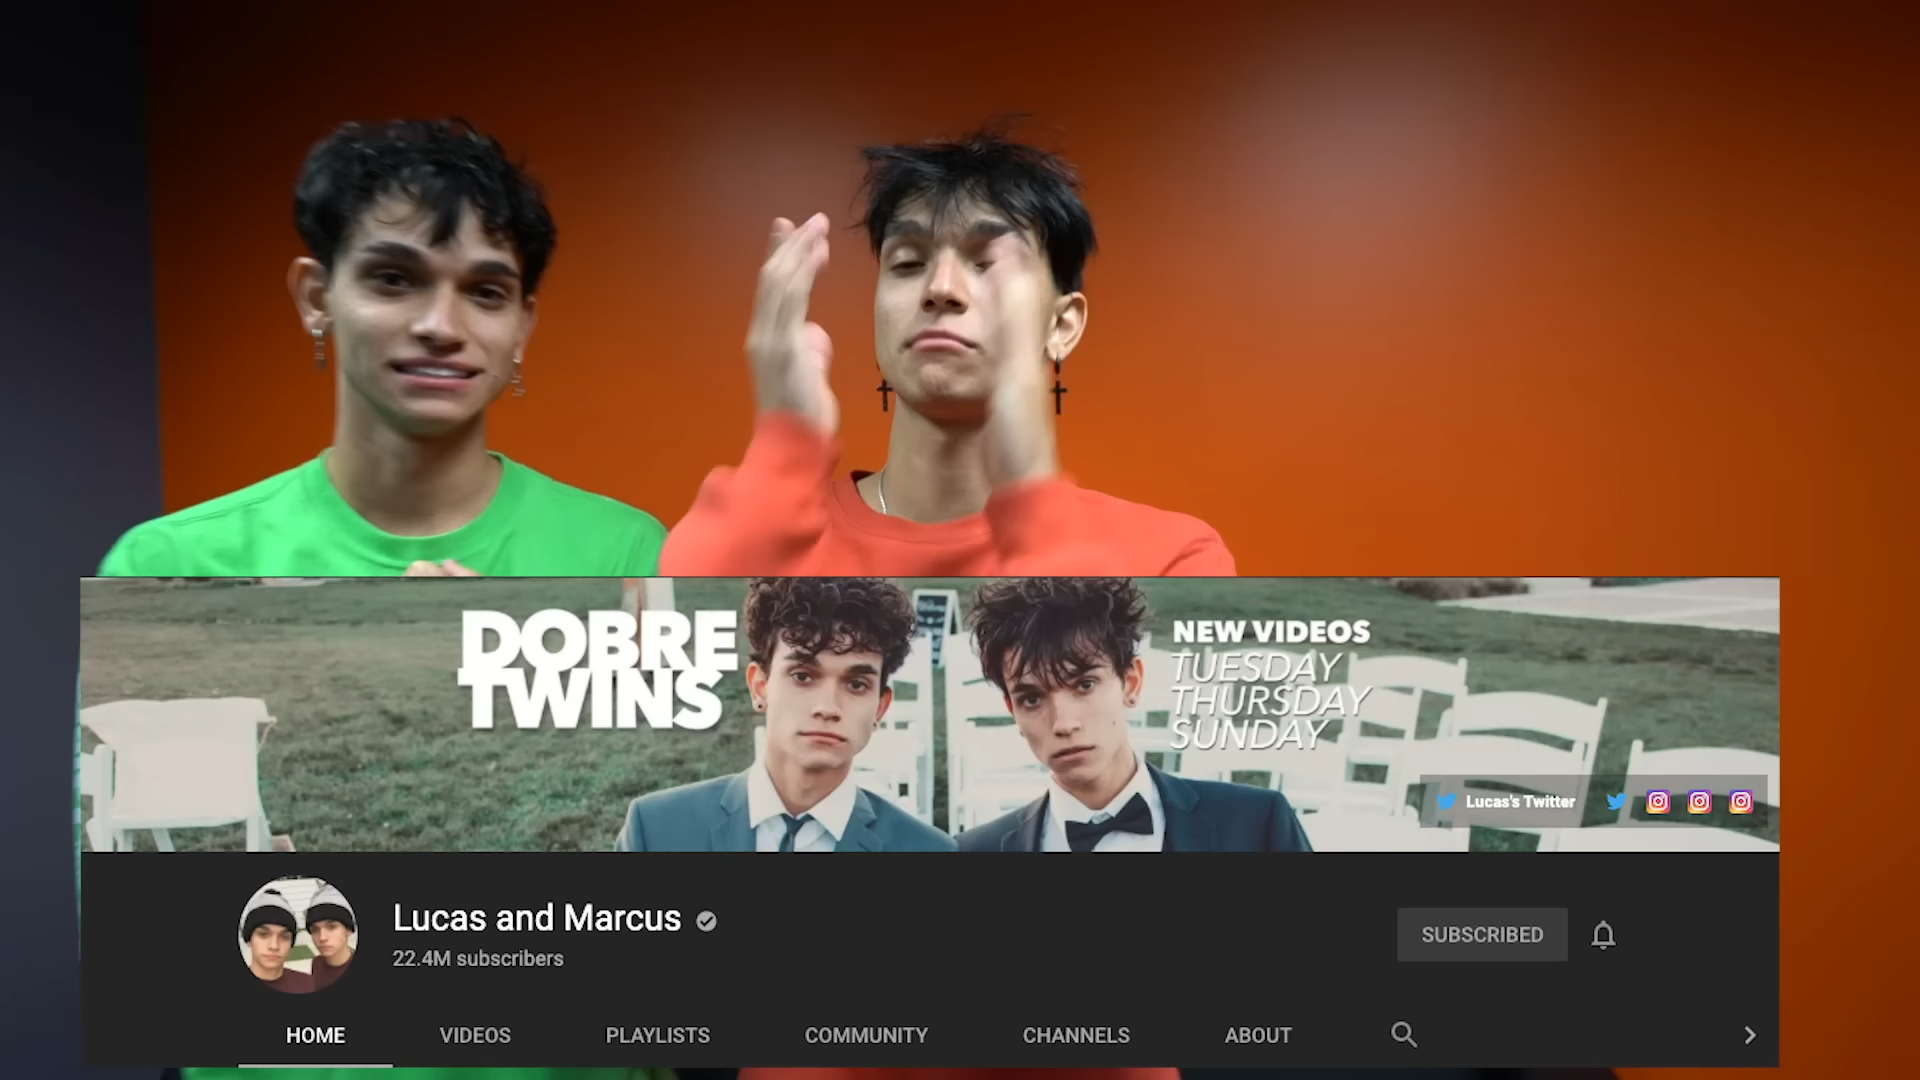 DOBRE
TWINS
NEW VIDEOS
TUESDAY
THURSDAY
SUNDAY
Lucas's Twitter
Lucas and Marcus
22.4M subscribers
SUBSCRIBED
HOME VIDEOS PLAYLISTS COMMUNITY CHANNELS ABOUT